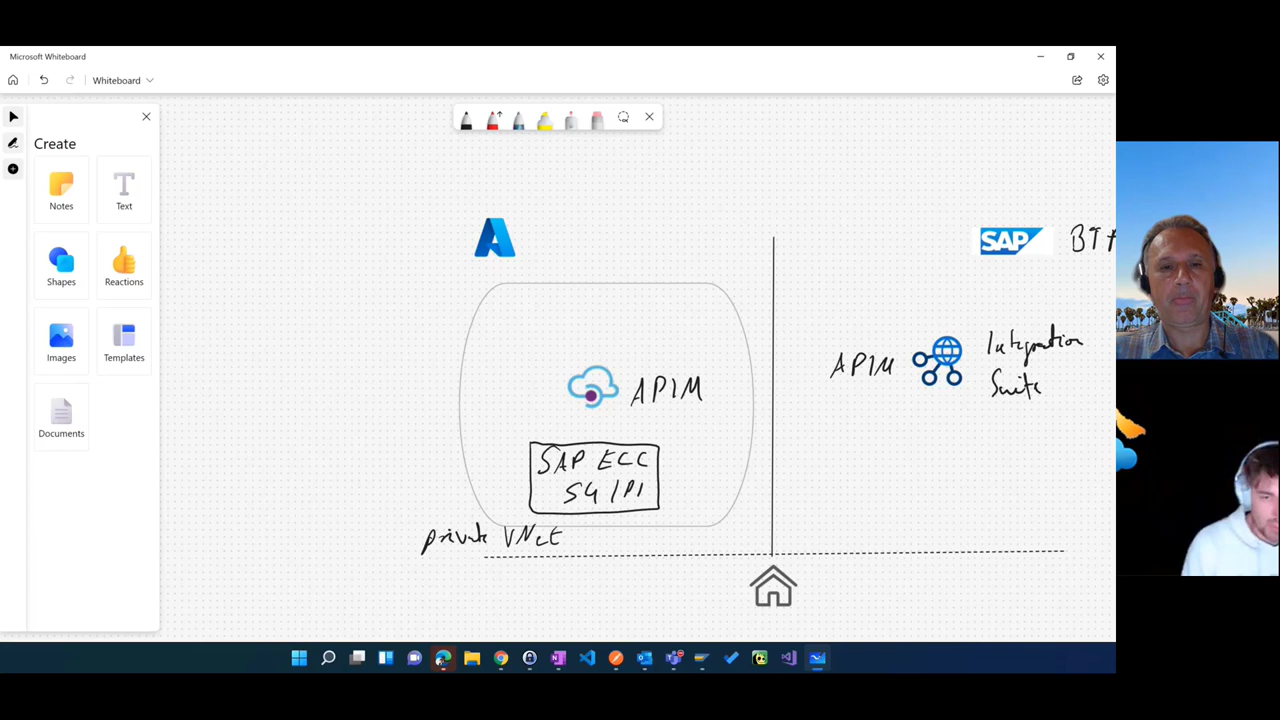 Microsoft Whiteboard
Whiteboard
Create
Notes
Text
Shapes
Reactions
Images
Templates
Documents
SAP
APIM
Integration
Suite
APIM
SAP ECC
S4 / PI
private VNet